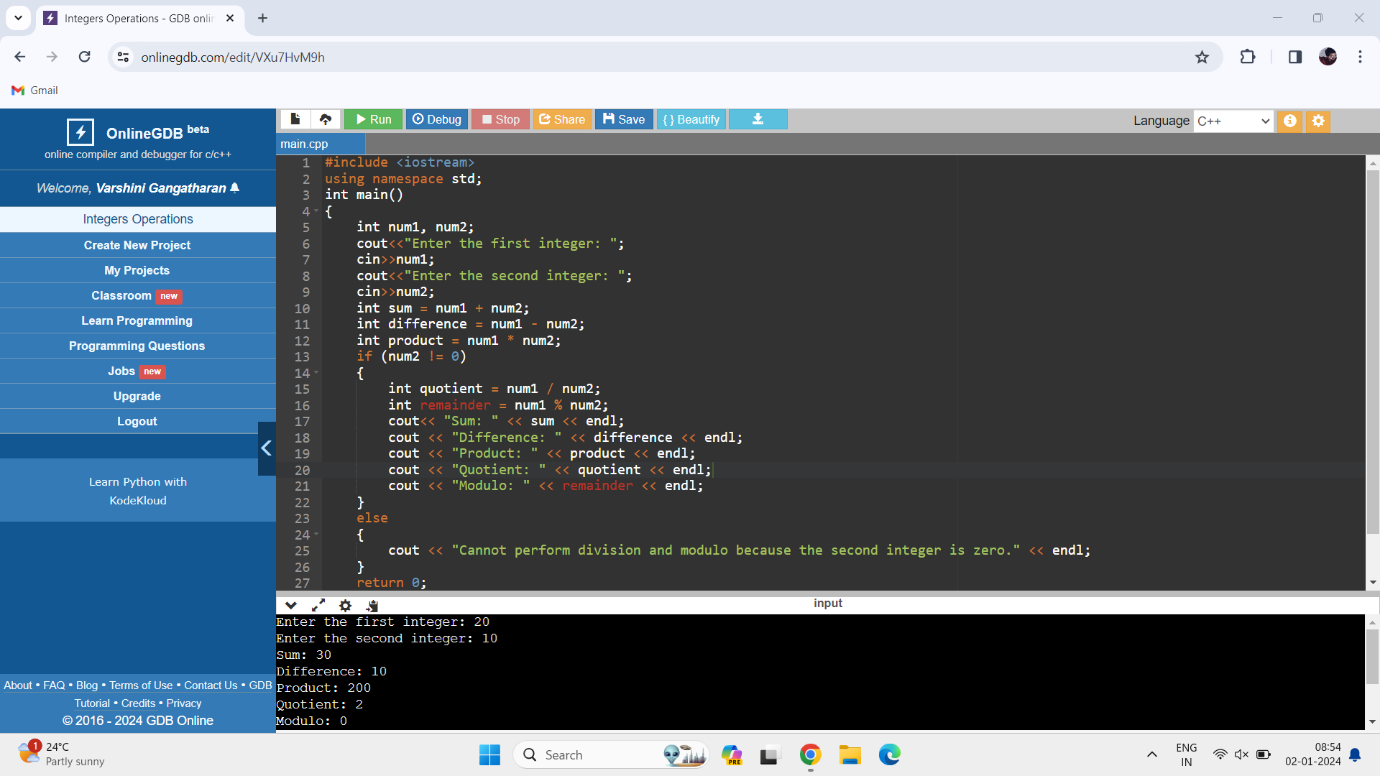 Integers Operations - GDB onlin
onlinegdb.com/edit/VXu7HvM9h
Gmail
OnlineGDB beta
online compiler and debugger for c/c++
Welcome, Varshini Gangatharan
Integers Operations
Create New Project
My Projects
Classroom new
Learn Programming
Programming Questions
Jobs new
Upgrade
Logout
Learn Python with
KodeKloud
About • FAQ • Blog • Terms of Use • Contact Us • GDB
Tutorial • Credits • Privacy
© 2016 - 2024 GDB Online
Run Debug Stop Share Save { } Beautify
Language C++
main.cpp
1 #include <iostream>
2 using namespace std;
3 int main()
4 {
5 int num1, num2;
6 cout<<"Enter the first integer: ";
7 cin>>num1;
8 cout<<"Enter the second integer: ";
9 cin>>num2;
10 int sum = num1 + num2;
11 int difference = num1 - num2;
12 int product = num1 * num2;
13 if (num2 != 0)
14 {
15 int quotient = num1 / num2;
16 int remainder = num1 % num2;
17 cout<< "Sum: " << sum << endl;
18 cout << "Difference: " << difference << endl;
19 cout << "Product: " << product << endl;
20 cout << "Quotient: " << quotient << endl;
21 cout << "Modulo: " << remainder << endl;
22 }
23 else
24 {
25 cout << "Cannot perform division and modulo because the second integer is zero." << endl;
26 }
27 return 0;
input
Enter the first integer: 20
Enter the second integer: 10
Sum: 30
Difference: 10
Product: 200
Quotient: 2
Modulo: 0
1
24°C
Partly sunny
Search
PRE
ENG
IN
08:54
02-01-2024